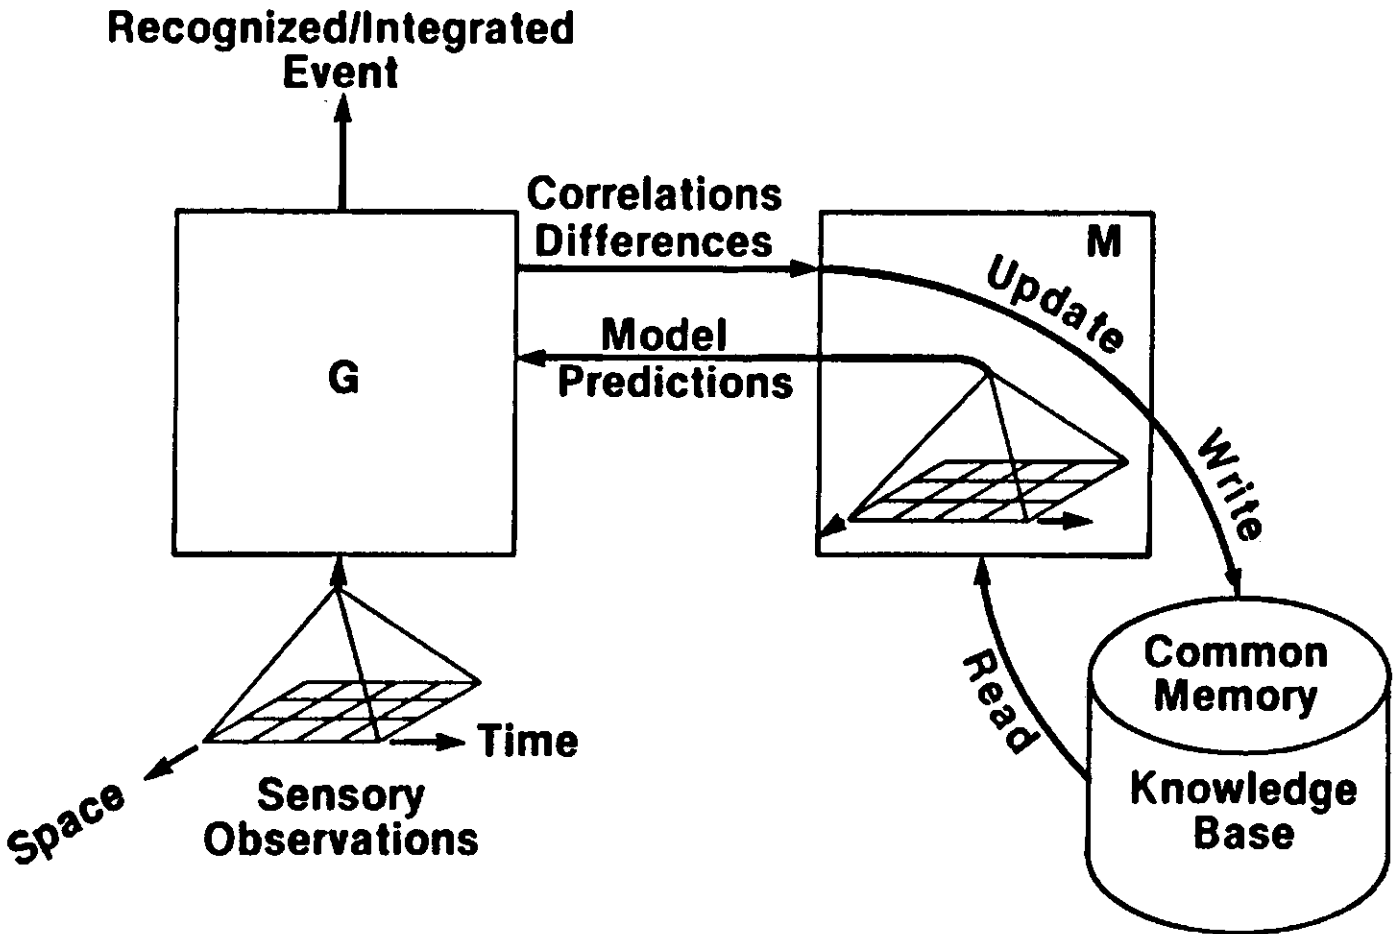 Recognized/Integrated
Event
Correlations
Differences
M
Update
Model
Predictions
G
Write
Read
Common
Memory
Knowledge
Base
Time
Space
Sensory
Observations